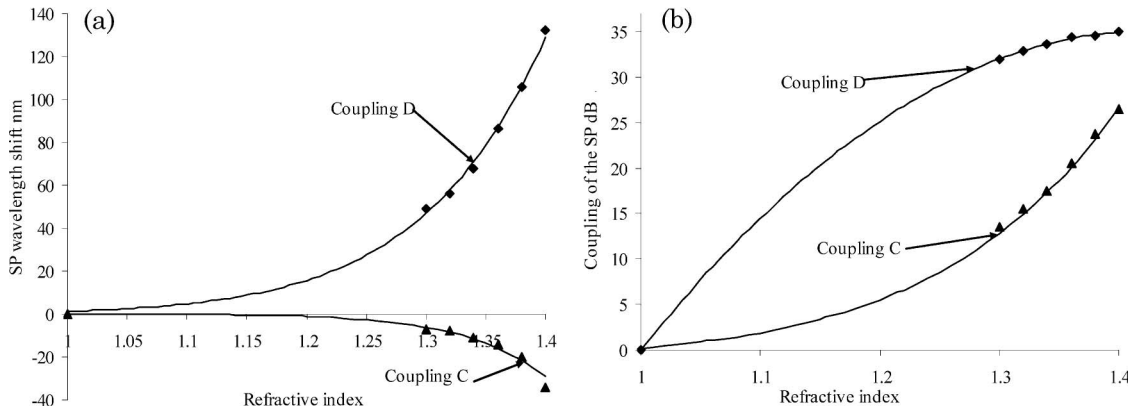 (a)
140
120
100
80
60
40
20
0
-20
-40
SP wavelength shift nm
1 1.05 1.1 1.15 1.2 1.25 1.3 1.35 1.4
Refractive index
Coupling D
Coupling C
(b)
35
30
25
20
15
10
5
0
Coupling of the SP dB
1 1.1 1.2 1.3 1.4
Refractive index
Coupling D
Coupling C